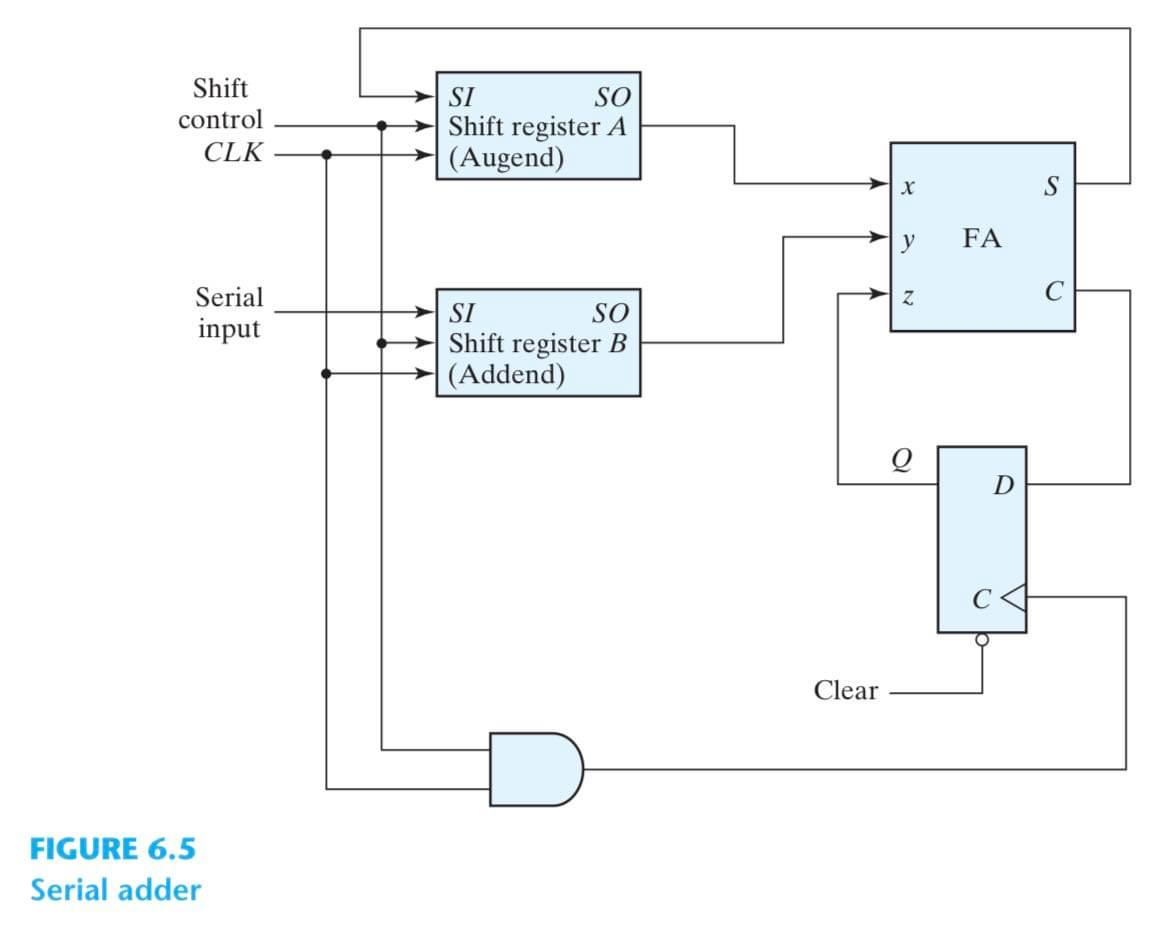 Shift
control
CLK
SI SO
Shift register A
(Augend)
x S
y FA
z C
Serial
input
SI SO
Shift register B
(Addend)
Q
D
C
Clear
FIGURE 6.5
Serial adder